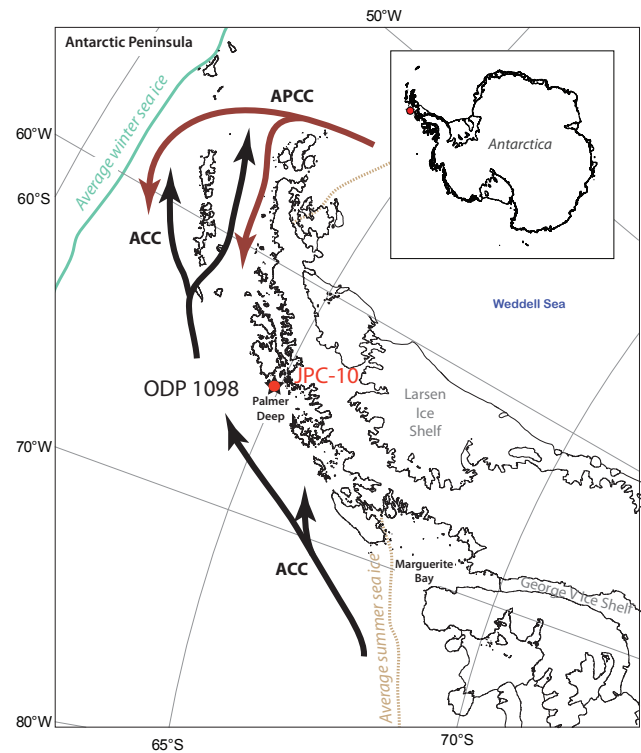 50°W
Antarctic Peninsula
Average winter sea ice
APCC
Antarctica
60°W
60°S
ACC
Weddell Sea
JPC-10
ODP 1098
Palmer
Deep
Larsen
Ice
Shelf
70°W
ACC
Marguerite
Bay
George V Ice Shelf
Average summer sea ice
80°W
65°S
70°S